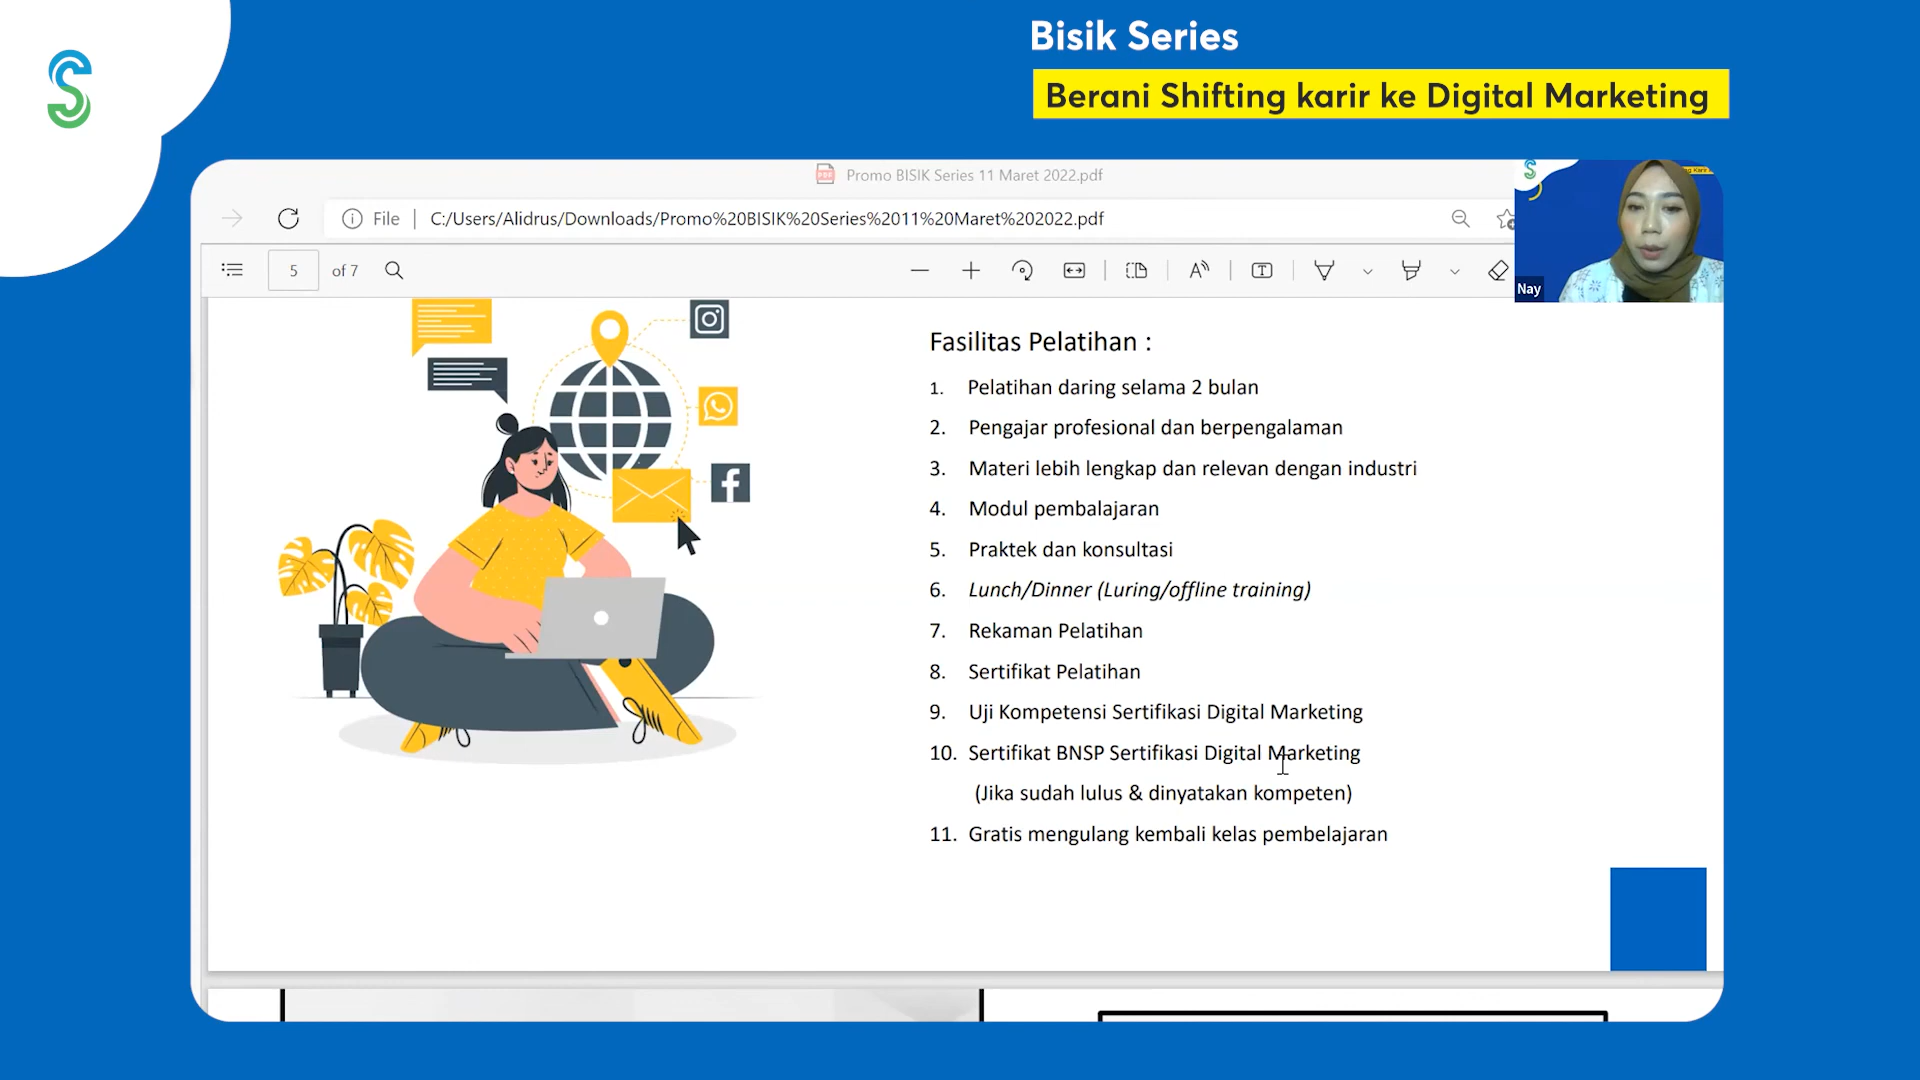 Bisik Series
Berani Shifting karir ke Digital Marketing
Promo BISIK Series 11 Maret 2022.pdf
File
C:/Users/Alidrus/Downloads/Promo%20BISIK%20Series%2011%20Maret%202022.pdf
5 of 7
Nay
Fasilitas Pelatihan :
1. Pelatihan daring selama 2 bulan
2. Pengajar profesional dan berpengalaman
3. Materi lebih lengkap dan relevan dengan industri
4. Modul pembalajaran
5. Praktek dan konsultasi
6. Lunch/Dinner (Luring/offline training)
7. Rekaman Pelatihan
8. Sertifikat Pelatihan
9. Uji Kompetensi Sertifikasi Digital Marketing
10. Sertifikat BNSP Sertifikasi Digital Marketing
(Jika sudah lulus & dinyatakan kompeten)
11. Gratis mengulang kembali kelas pembelajaran